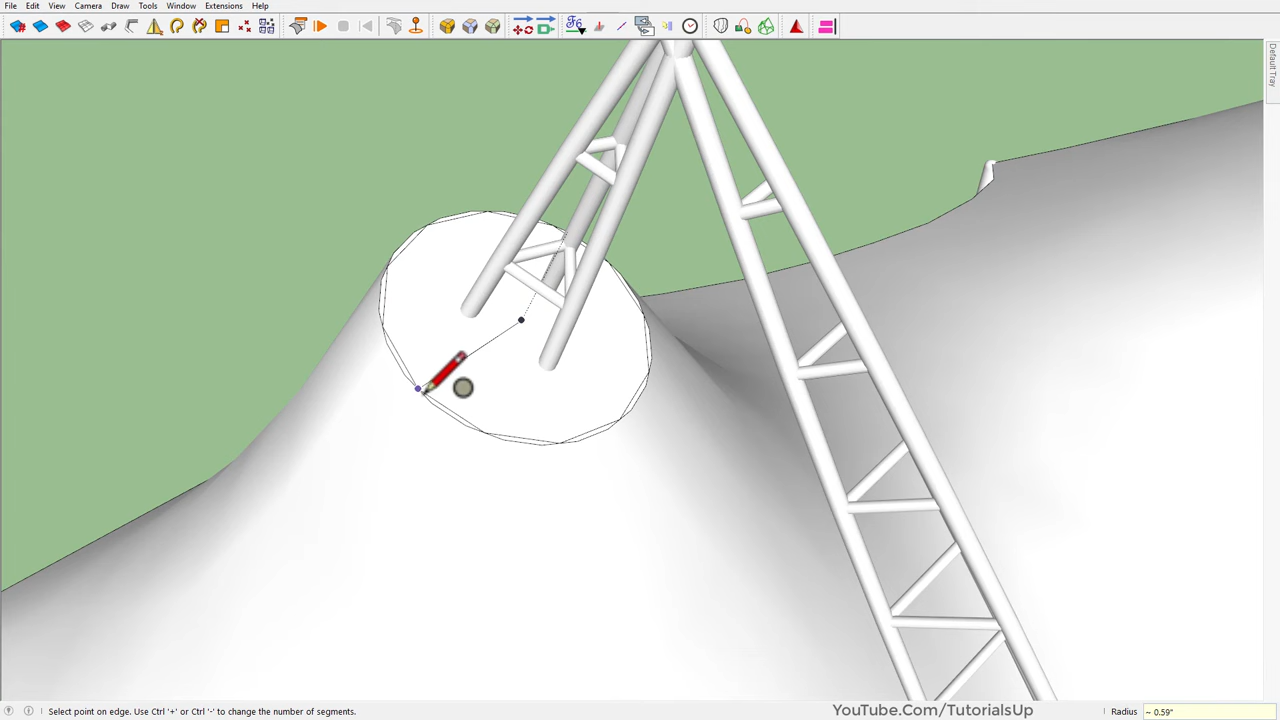 File Edit View Camera Draw Tools Window Extensions Help
Default Tray
Select point on edge. Use Ctrl '+' or Ctrl '-' to change the number of segments.
YouTube.Com/TutorialsUp
Radius ~ 0.59"